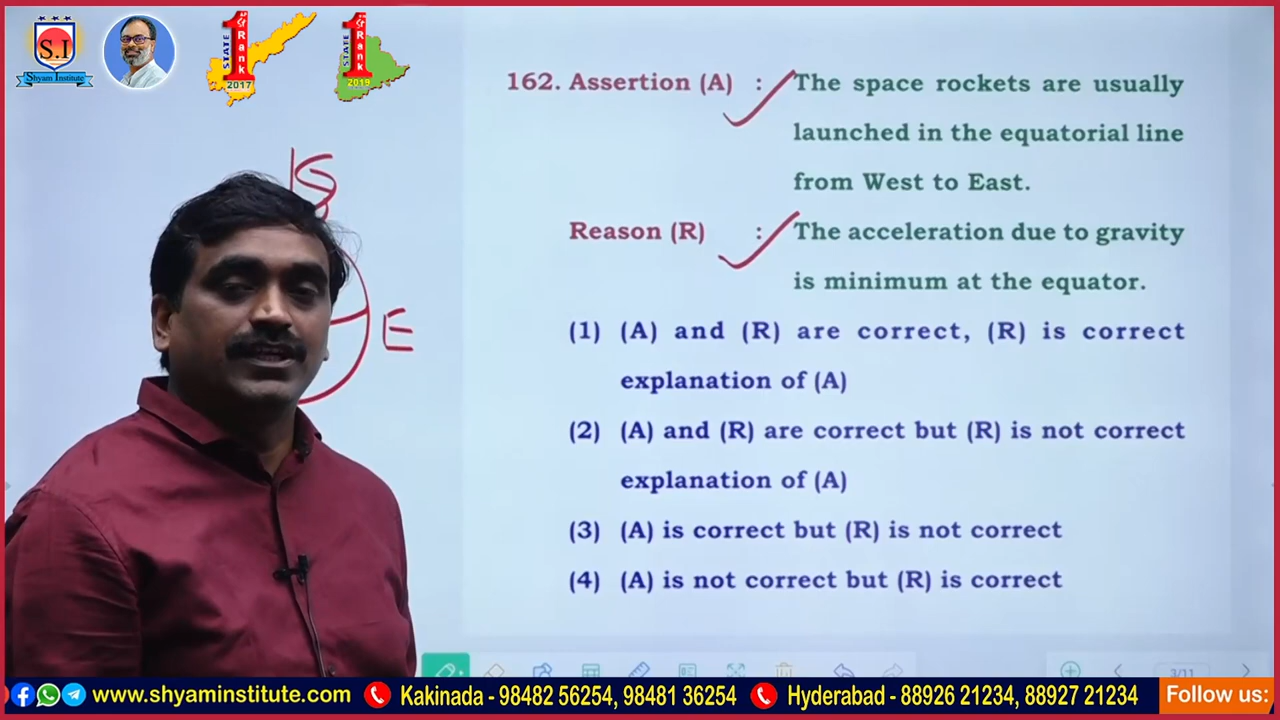 S.I
Shyam Institute
STATE 1 Rank
2017
STATE 1 Rank
2019
162. Assertion (A) : The space rockets are usually
launched in the equatorial line
from West to East.
Reason (R) : The acceleration due to gravity
is minimum at the equator.
(1) (A) and (R) are correct, (R) is correct
explanation of (A)
(2) (A) and (R) are correct but (R) is not correct
explanation of (A)
(3) (A) is correct but (R) is not correct
(4) (A) is not correct but (R) is correct
E
3/11
www.shyaminstitute.com Kakinada - 98482 56254, 98481 36254 Hyderabad - 88926 21234, 88927 21234 Follow us: